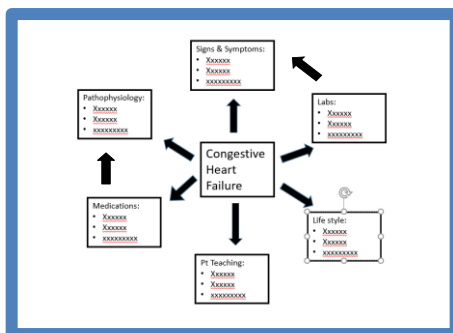 Signs & Symptoms:
• Xxxxxx
• Xxxxxx
• xxxxxxxxx
Pathophysiology:
• Xxxxxx
• Xxxxxx
• xxxxxxxxx
Labs:
• Xxxxxx
• Xxxxxx
• xxxxxxxxx
Congestive
Heart
Failure
Medications:
• Xxxxxx
• Xxxxxx
• xxxxxxxxx
Life style:
• Xxxxxx
• Xxxxxx
• xxxxxxxxx
Pt Teaching:
• Xxxxxx
• Xxxxxx
• xxxxxxxxx